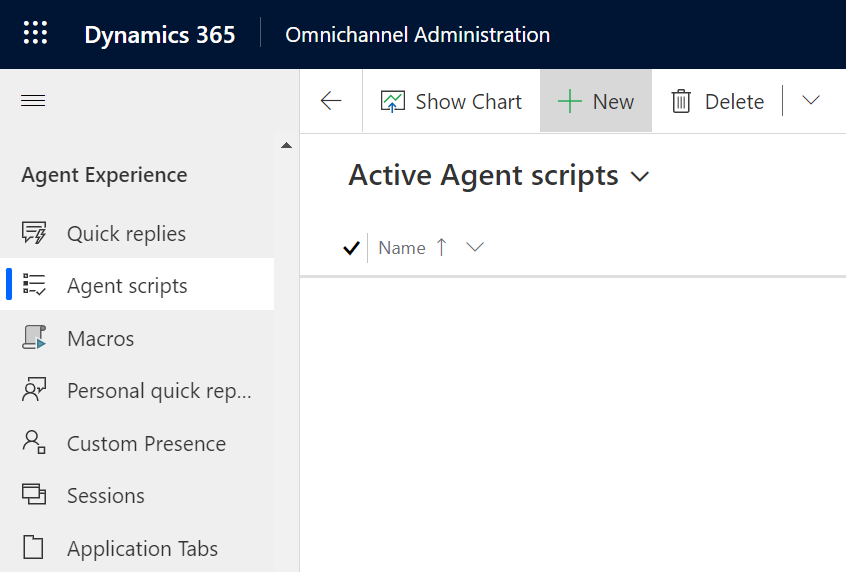 Dynamics 365
Omnichannel Administration
Show Chart
New
Delete
Agent Experience
Quick replies
Agent scripts
Macros
Personal quick rep...
Custom Presence
Sessions
Application Tabs
Active Agent scripts
Name